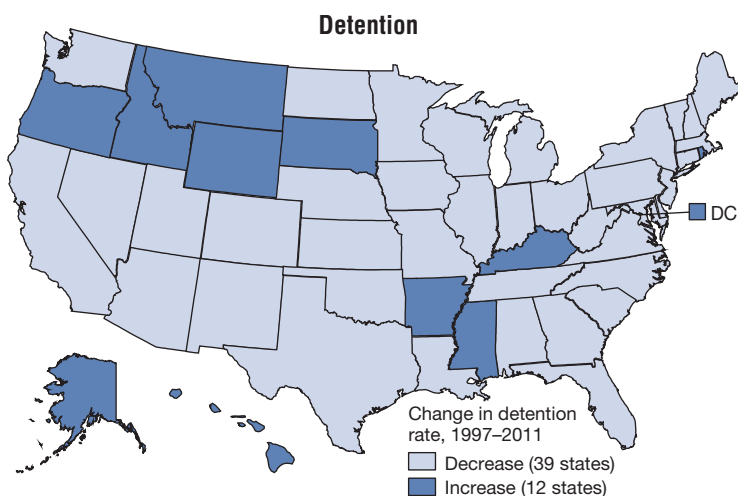 Detention
DC
Change in detention
rate, 1997–2011
Decrease (39 states)
Increase (12 states)